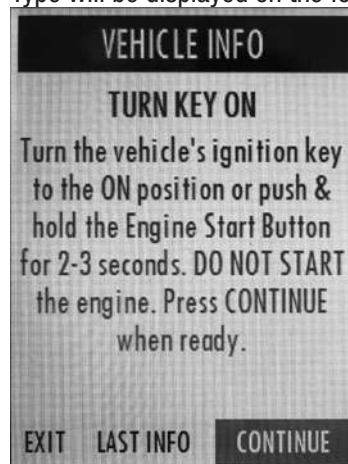 VEHICLE INFO
TURN KEY ON
Turn the vehicle's ignition key
to the ON position or push &
hold the Engine Start Button
for 2-3 seconds. DO NOT START
the engine. Press CONTINUE
when ready.
EXIT LAST INFO CONTINUE